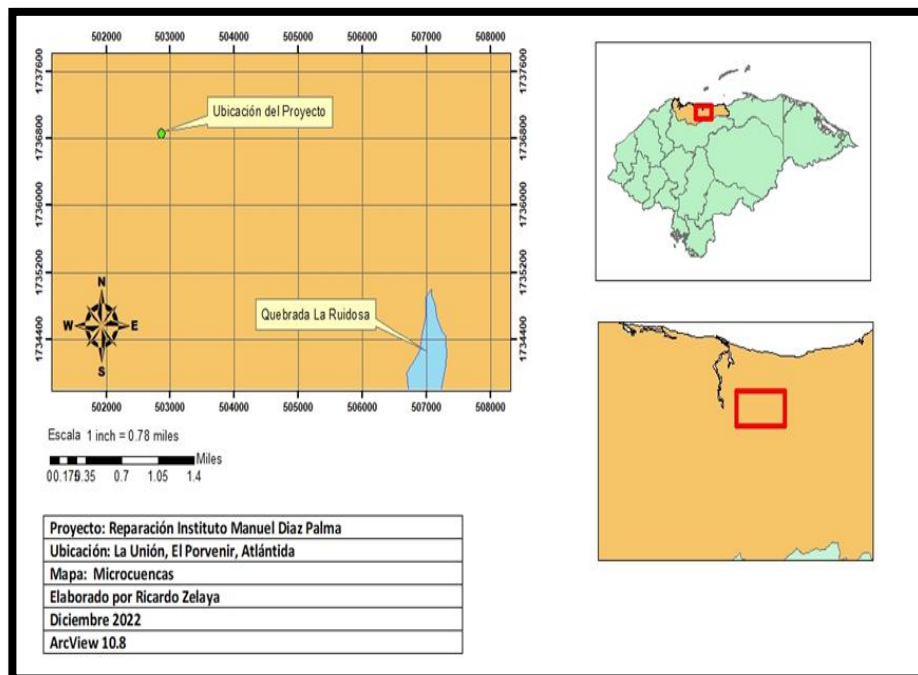 502000 503000 504000 505000 506000 507000 508000
1737600 1737600
Ubicación del Proyecto
1736800 1736800
1736000 1736000
1735200 1735200
N
W E
S
Quebrada La Ruidosa
1734400 1734400
502000 503000 504000 505000 506000 507000 508000
Escala 1 inch = 0.78 miles
Miles
00.1750.35 0.7 1.05 1.4
Proyecto: Reparación Instituto Manuel Diaz Palma
Ubicación: La Unión, El Porvenir, Atlántida
Mapa: Microcuencas
Elaborado por Ricardo Zelaya
Diciembre 2022
ArcView 10.8